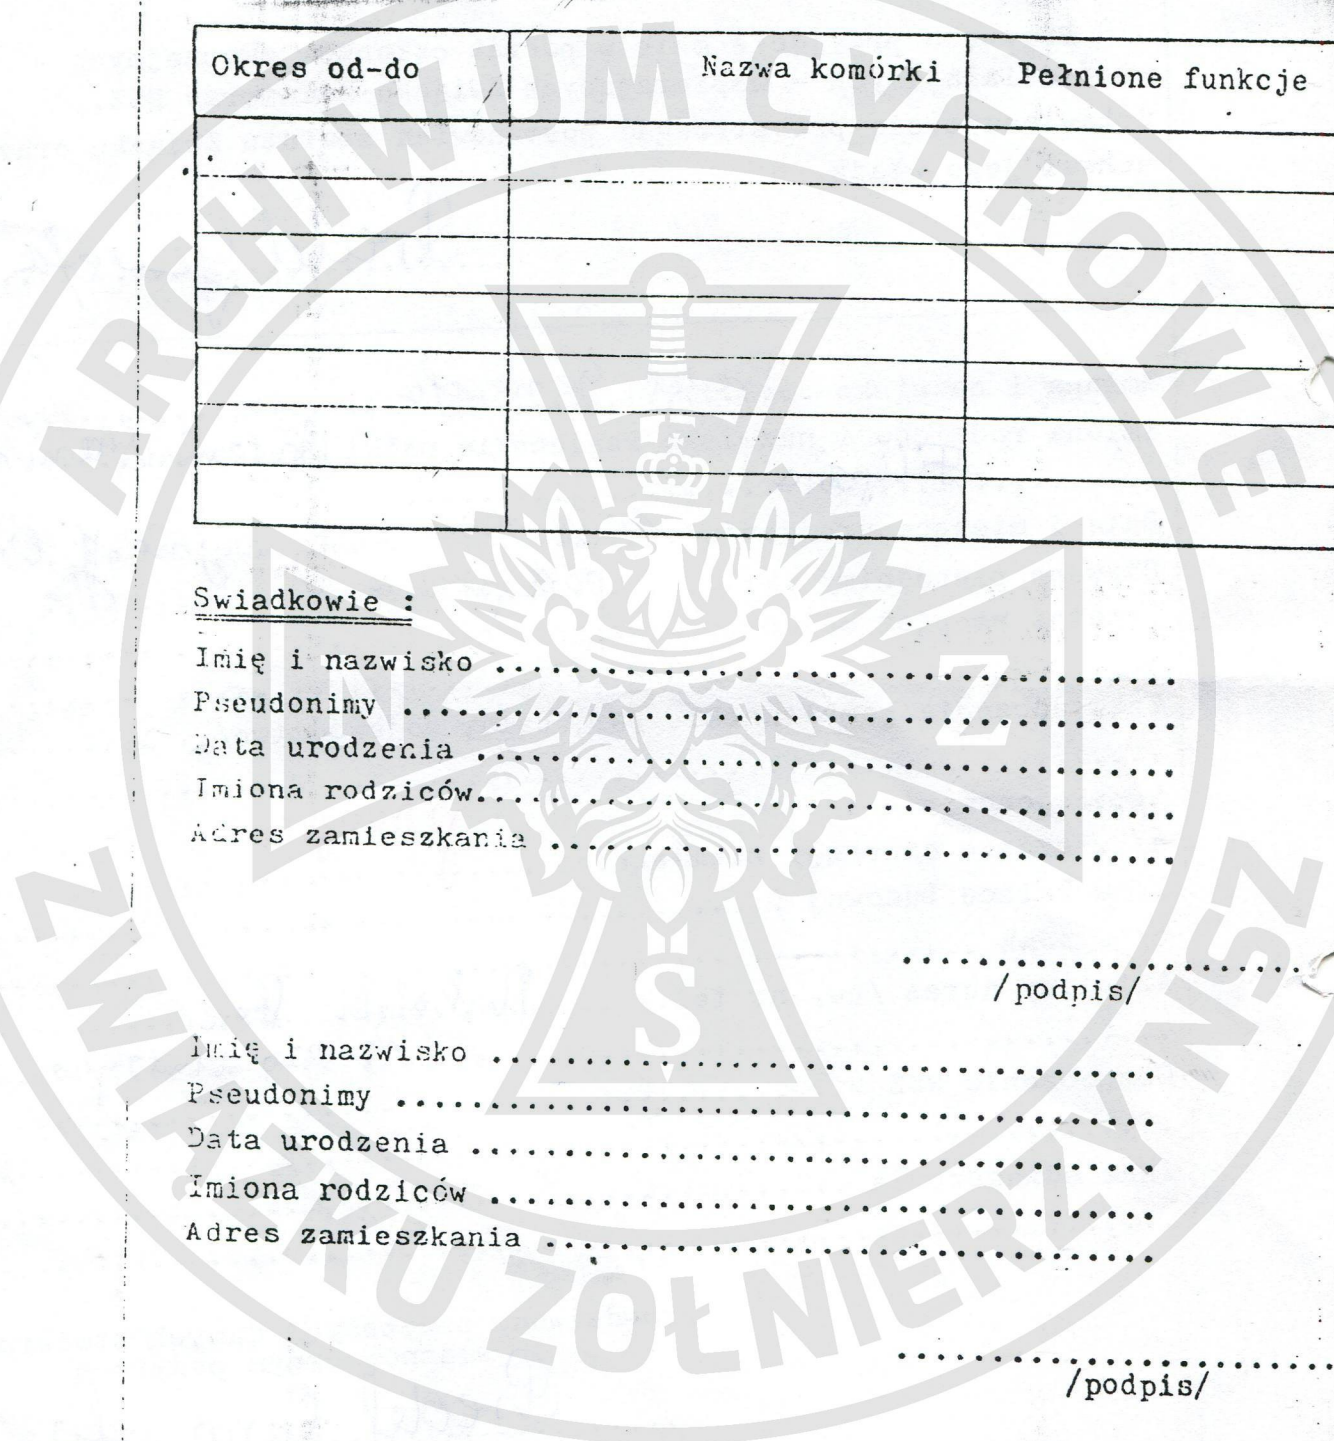 Okres od-do Nazwa komórki Pełnione funkcje
Swiadkowie :
Imię i nazwisko ........................................
Pseudonimy ........................................
Data urodzenia ........................................
Imiona rodziców........................................
Adres zamieszkania ........................................
........................
/podpis/
Imię i nazwisko ........................................
Pseudonimy ........................................
Data urodzenia ........................................
Imiona rodziców ........................................
Adres zamieszkania ........................................
........................
/podpis/
ARCHIWUM CYFROWE
ZWIĄZKU ŻOŁNIERZY NSZ
N Z
S